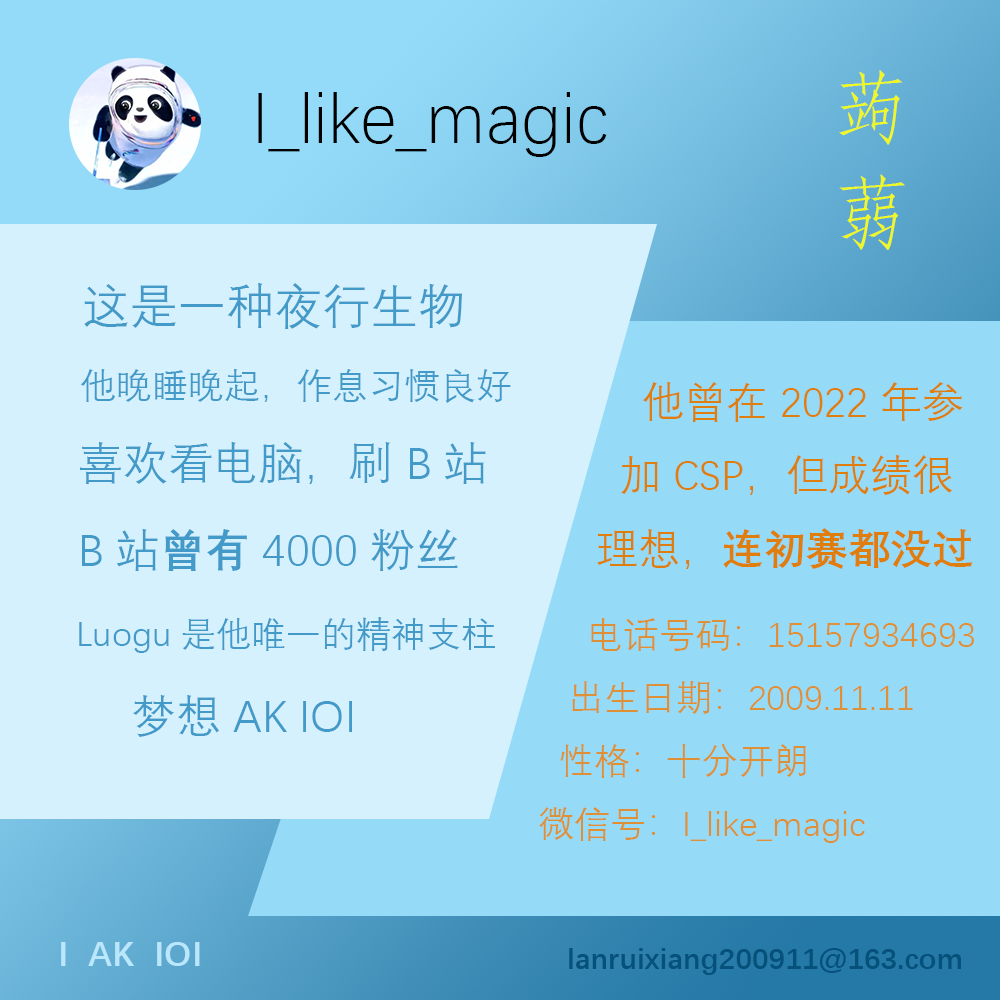 I_like_magic
蒟
蒻
这是一种夜行生物
他晚睡晚起，作息习惯良好
喜欢看电脑，刷 B 站
B 站曾有 4000 粉丝
Luogu 是他唯一的精神支柱
梦想 AK IOI
他曾在 2022 年参
加 CSP，但成绩很
理想，连初赛都没过
电话号码：15157934693
出生日期：2009.11.11
性格：十分开朗
微信号：I_like_magic
I AK IOI
lanruixiang200911@163.com